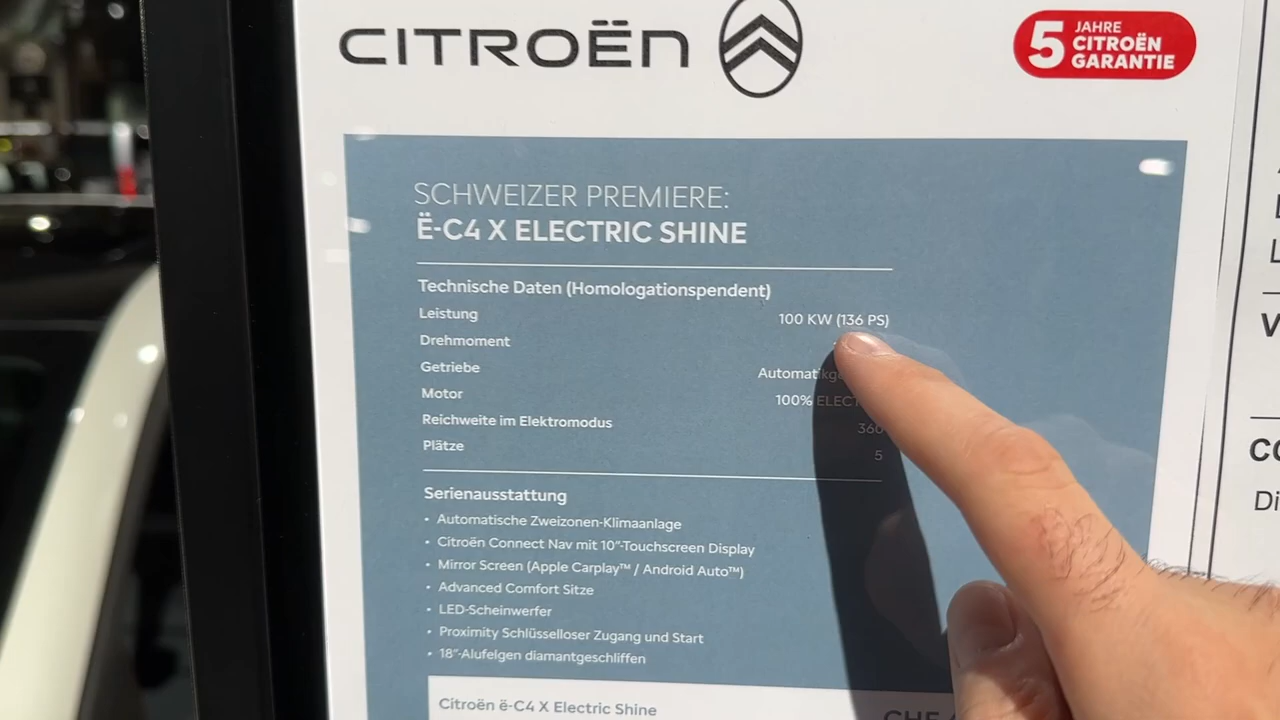 CITROËN
5 JAHRE
CITROËN
GARANTIE
SCHWEIZER PREMIERE:
Ë-C4 X ELECTRIC SHINE
Technische Daten (Homologationspendent)
Leistung 100 KW (136 PS)
Drehmoment
Getriebe
Motor 100%
Reichweite im Elektromodus 360
Plätze 5
Serienausstattung
• Automatische Zweizonen-Klimaanlage
• Citroën Connect Nav mit 10"-Touchscreen Display
• Mirror Screen (Apple Carplay™ / Android Auto™)
• Advanced Comfort Sitze
• LED-Scheinwerfer
• Proximity Schlüsselloser Zugang und Start
• 18"-Alufelgen diamantgeschliffen
Citroën ë-C4 X Electric Shine CHF